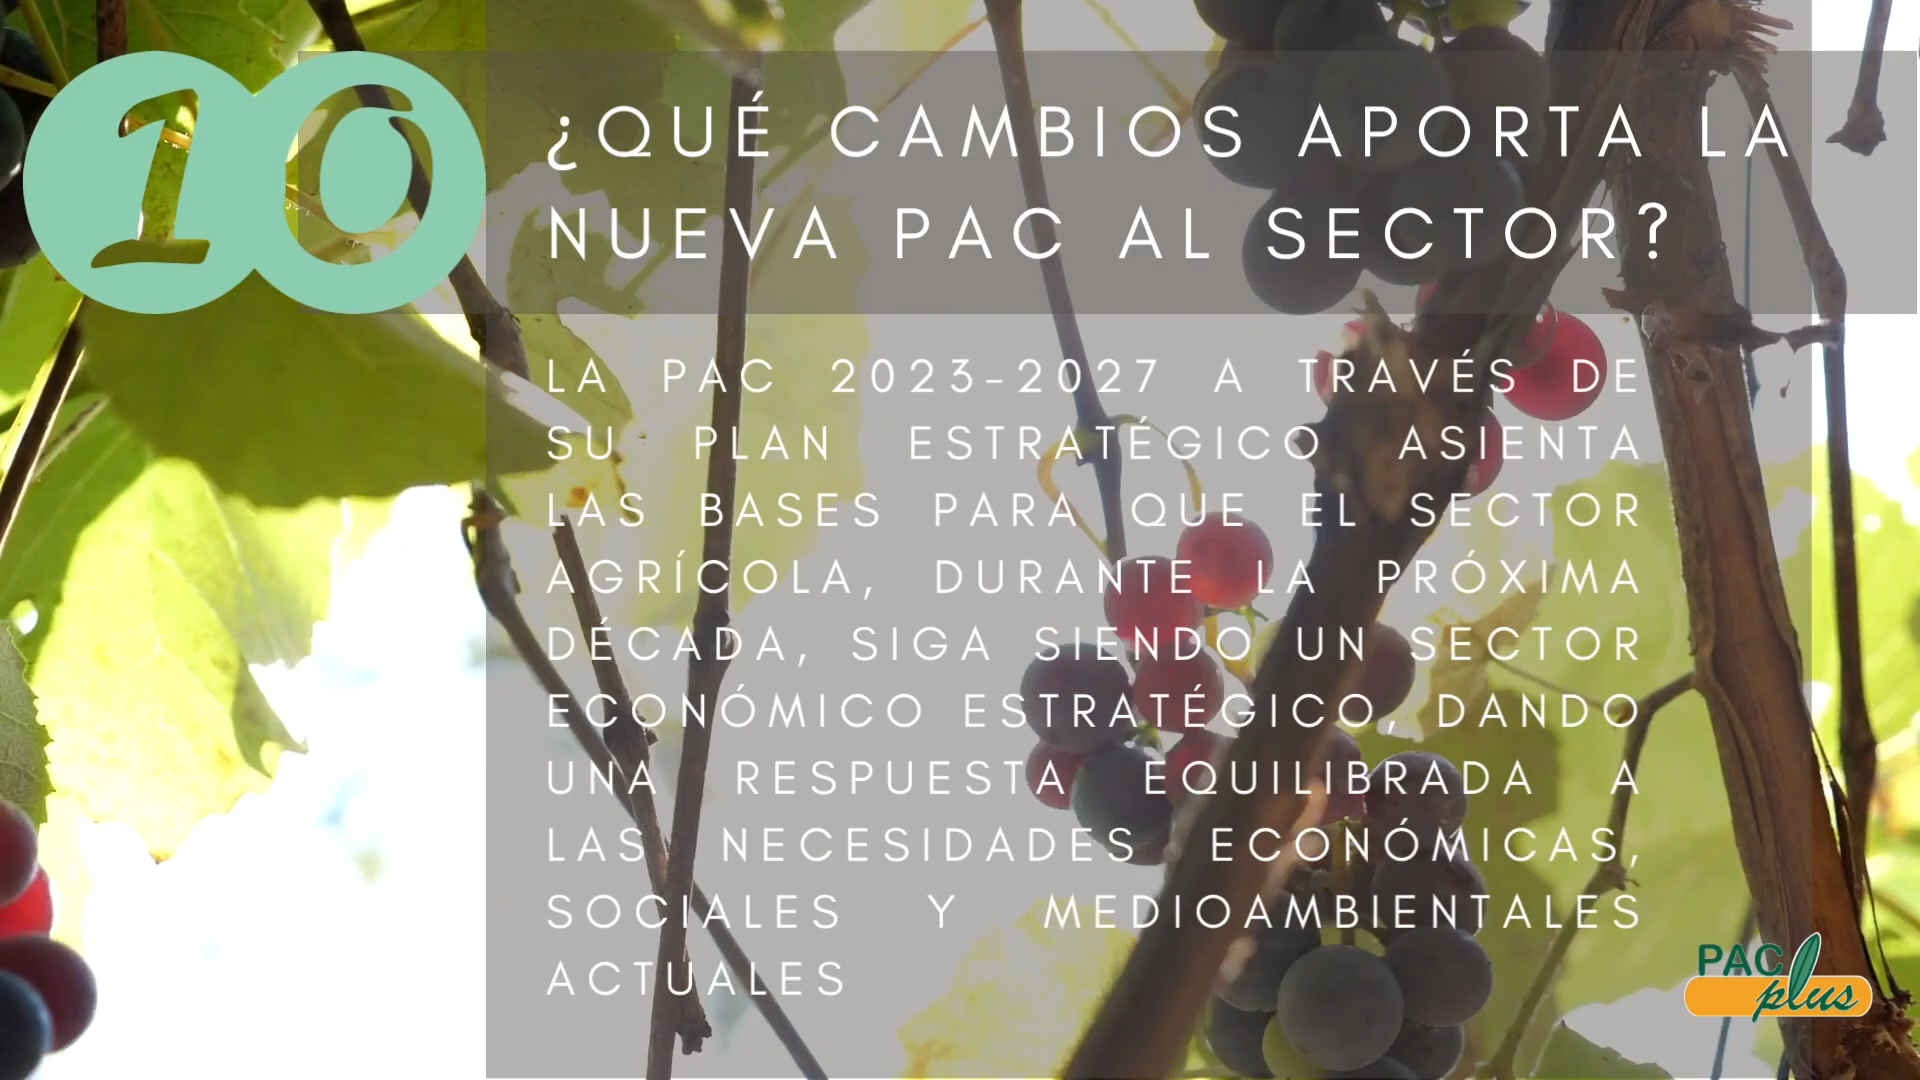 10
¿QUÉ CAMBIOS APORTA LA
NUEVA PAC AL SECTOR?
LA PAC 2023-2027 A TRAVÉS DE
SU PLAN ESTRATÉGICO ASIENTA
LAS BASES PARA QUE EL SECTOR
AGRÍCOLA, DURANTE LA PRÓXIMA
DÉCADA, SIGA SIENDO UN SECTOR
ECONÓMICO ESTRATÉGICO, DANDO
UNA RESPUESTA EQUILIBRADA A
LAS NECESIDADES ECONÓMICAS,
SOCIALES Y MEDIOAMBIENTALES
ACTUALES
PAC
plus